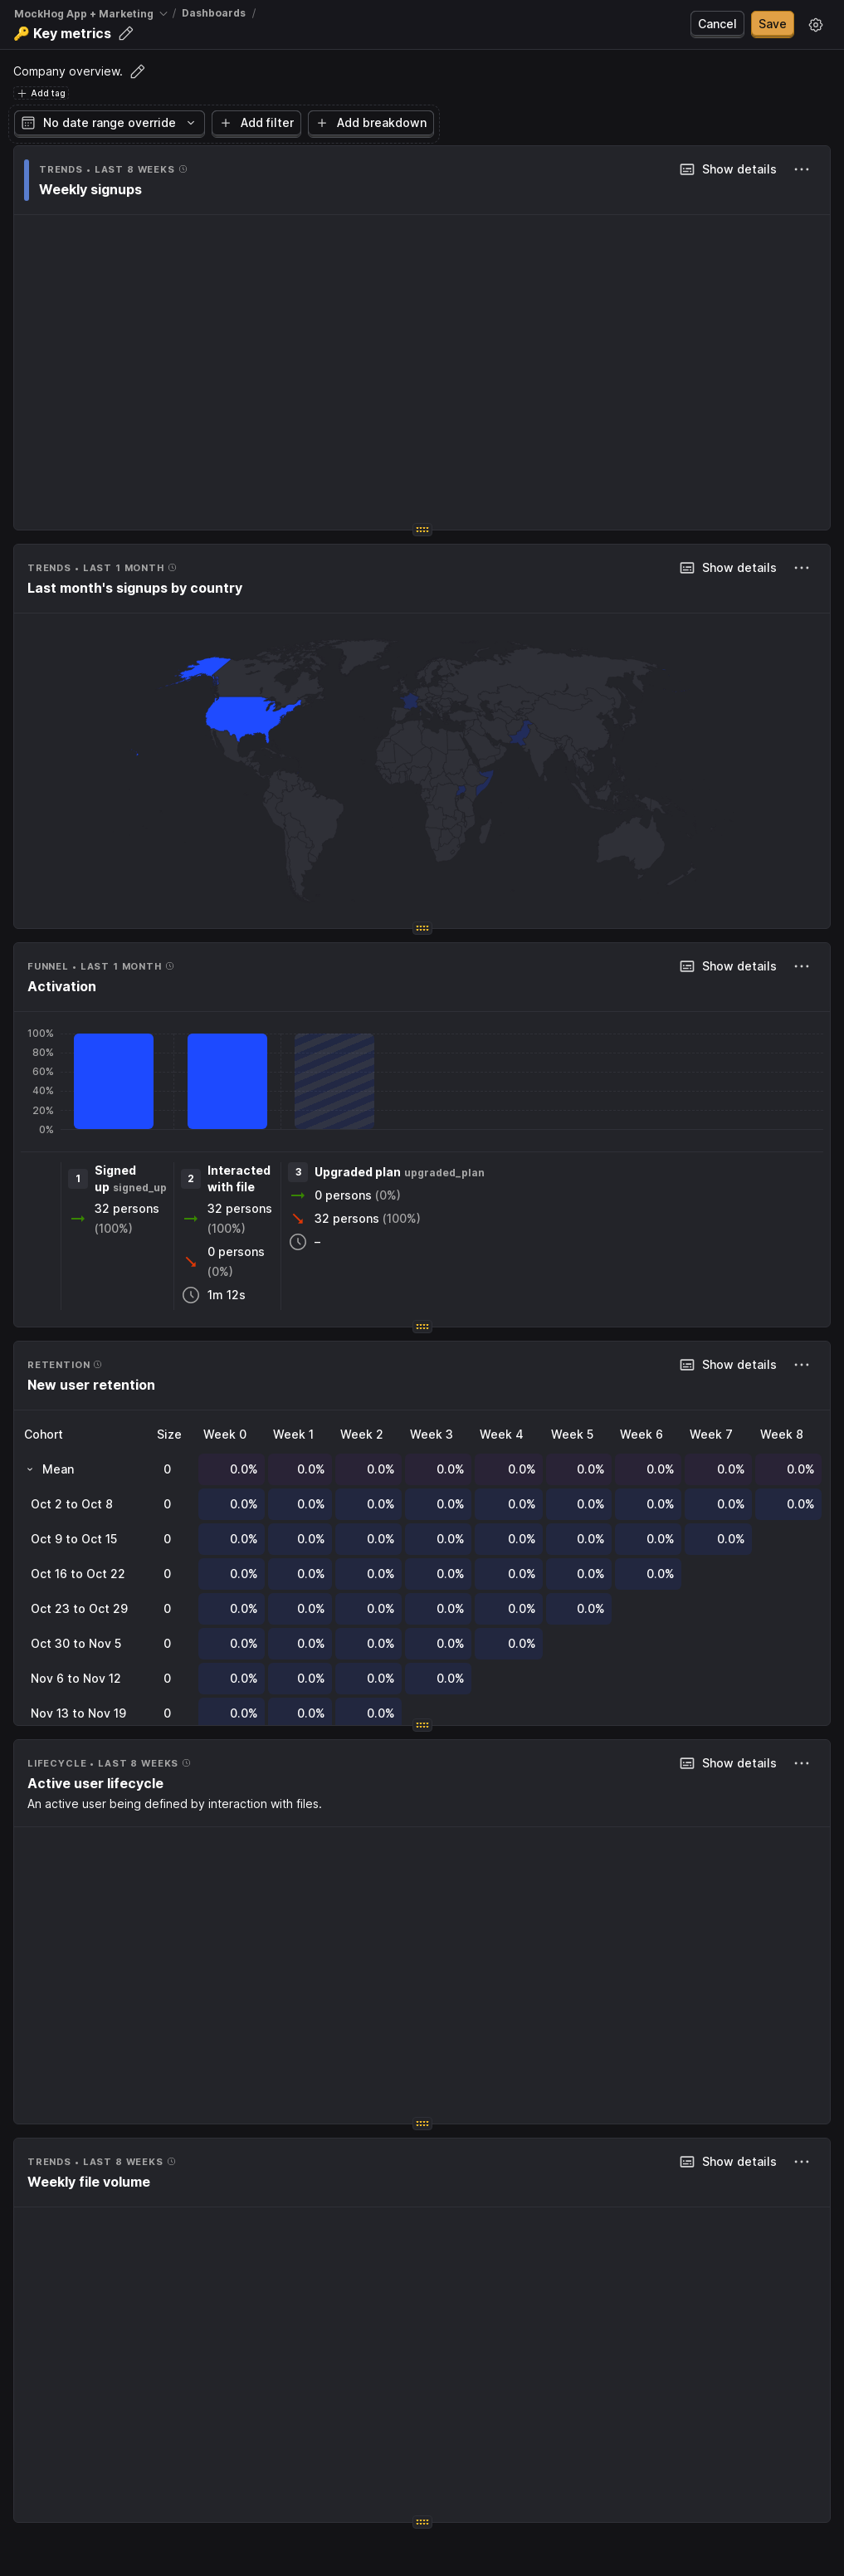 MockHog App + Marketing / Dashboards /
🔑 Key metrics
Cancel
Save
Company overview.
Add tag
No date range override
Add filter
Add breakdown
TRENDS • LAST 8 WEEKS
Show details
Weekly signups
TRENDS • LAST 1 MONTH
Show details
Last month's signups by country
FUNNEL • LAST 1 MONTH
Show details
Activation
100%
80%
60%
40%
20%
0%
1 Signed up signed_up
32 persons (100%)
2 Interacted with file
32 persons (100%)
0 persons (0%)
1m 12s
3 Upgraded plan upgraded_plan
0 persons (0%)
32 persons (100%)
–
RETENTION
Show details
New user retention
Cohort Size Week 0 Week 1 Week 2 Week 3 Week 4 Week 5 Week 6 Week 7 Week 8
Mean 0 0.0% 0.0% 0.0% 0.0% 0.0% 0.0% 0.0% 0.0% 0.0%
Oct 2 to Oct 8 0 0.0% 0.0% 0.0% 0.0% 0.0% 0.0% 0.0% 0.0% 0.0%
Oct 9 to Oct 15 0 0.0% 0.0% 0.0% 0.0% 0.0% 0.0% 0.0% 0.0%
Oct 16 to Oct 22 0 0.0% 0.0% 0.0% 0.0% 0.0% 0.0% 0.0%
Oct 23 to Oct 29 0 0.0% 0.0% 0.0% 0.0% 0.0% 0.0%
Oct 30 to Nov 5 0 0.0% 0.0% 0.0% 0.0% 0.0%
Nov 6 to Nov 12 0 0.0% 0.0% 0.0% 0.0%
Nov 13 to Nov 19 0 0.0% 0.0% 0.0%
LIFECYCLE • LAST 8 WEEKS
Show details
Active user lifecycle
An active user being defined by interaction with files.
TRENDS • LAST 8 WEEKS
Show details
Weekly file volume